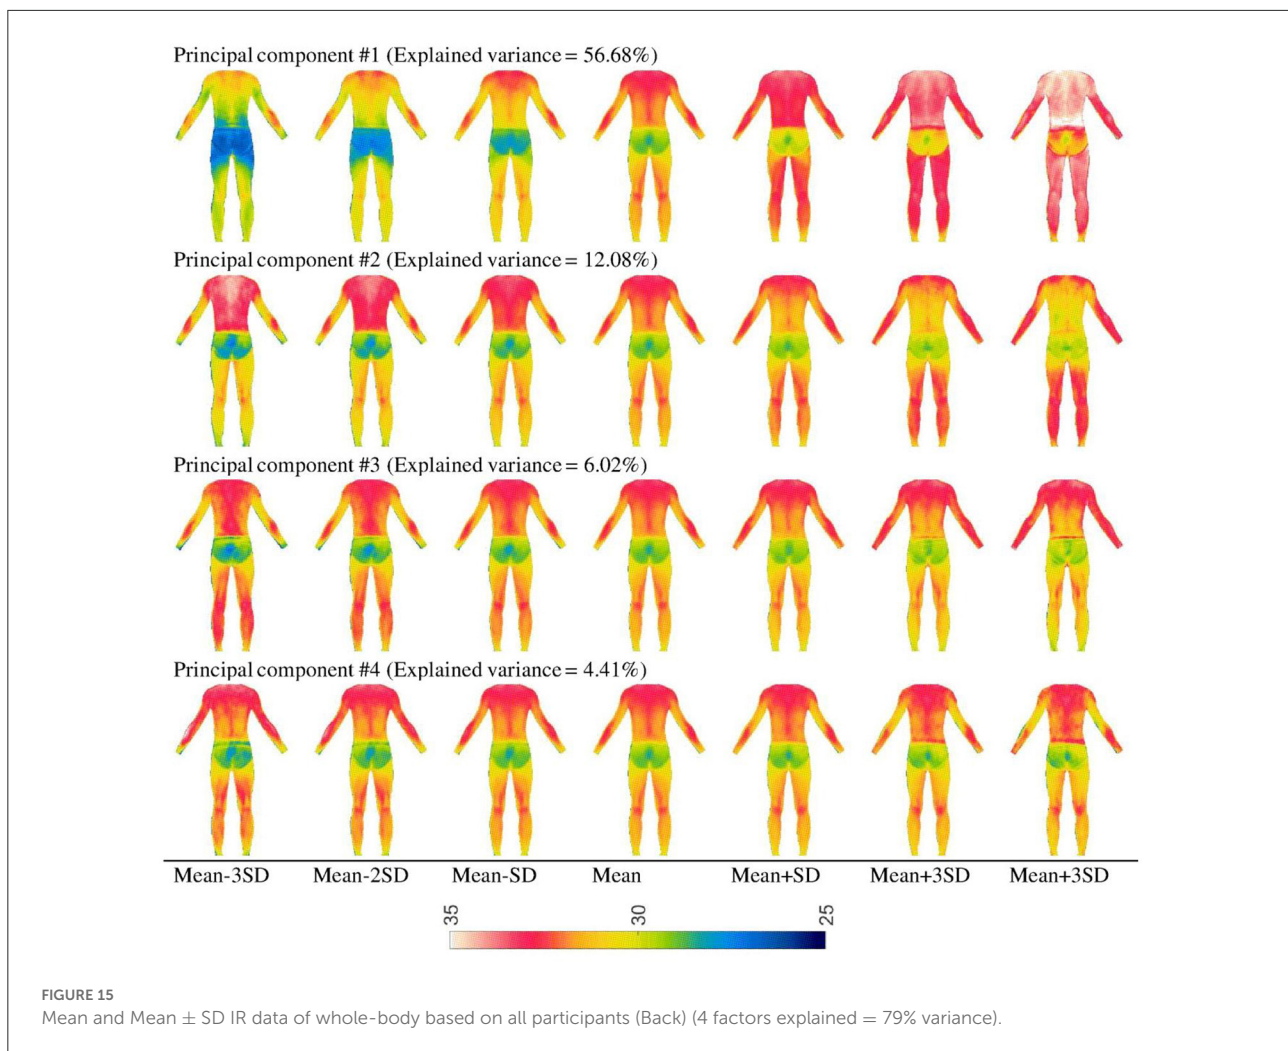 Principal component #1 (Explained variance = 56.68%)
Principal component #2 (Explained variance = 12.08%)
Principal component #3 (Explained variance = 6.02%)
Principal component #4 (Explained variance = 4.41%)
Mean-3SD Mean-2SD Mean-SD Mean Mean+SD Mean+3SD Mean+3SD
35 30 25
FIGURE 15
Mean and Mean ± SD IR data of whole-body based on all participants (Back) (4 factors explained = 79% variance).